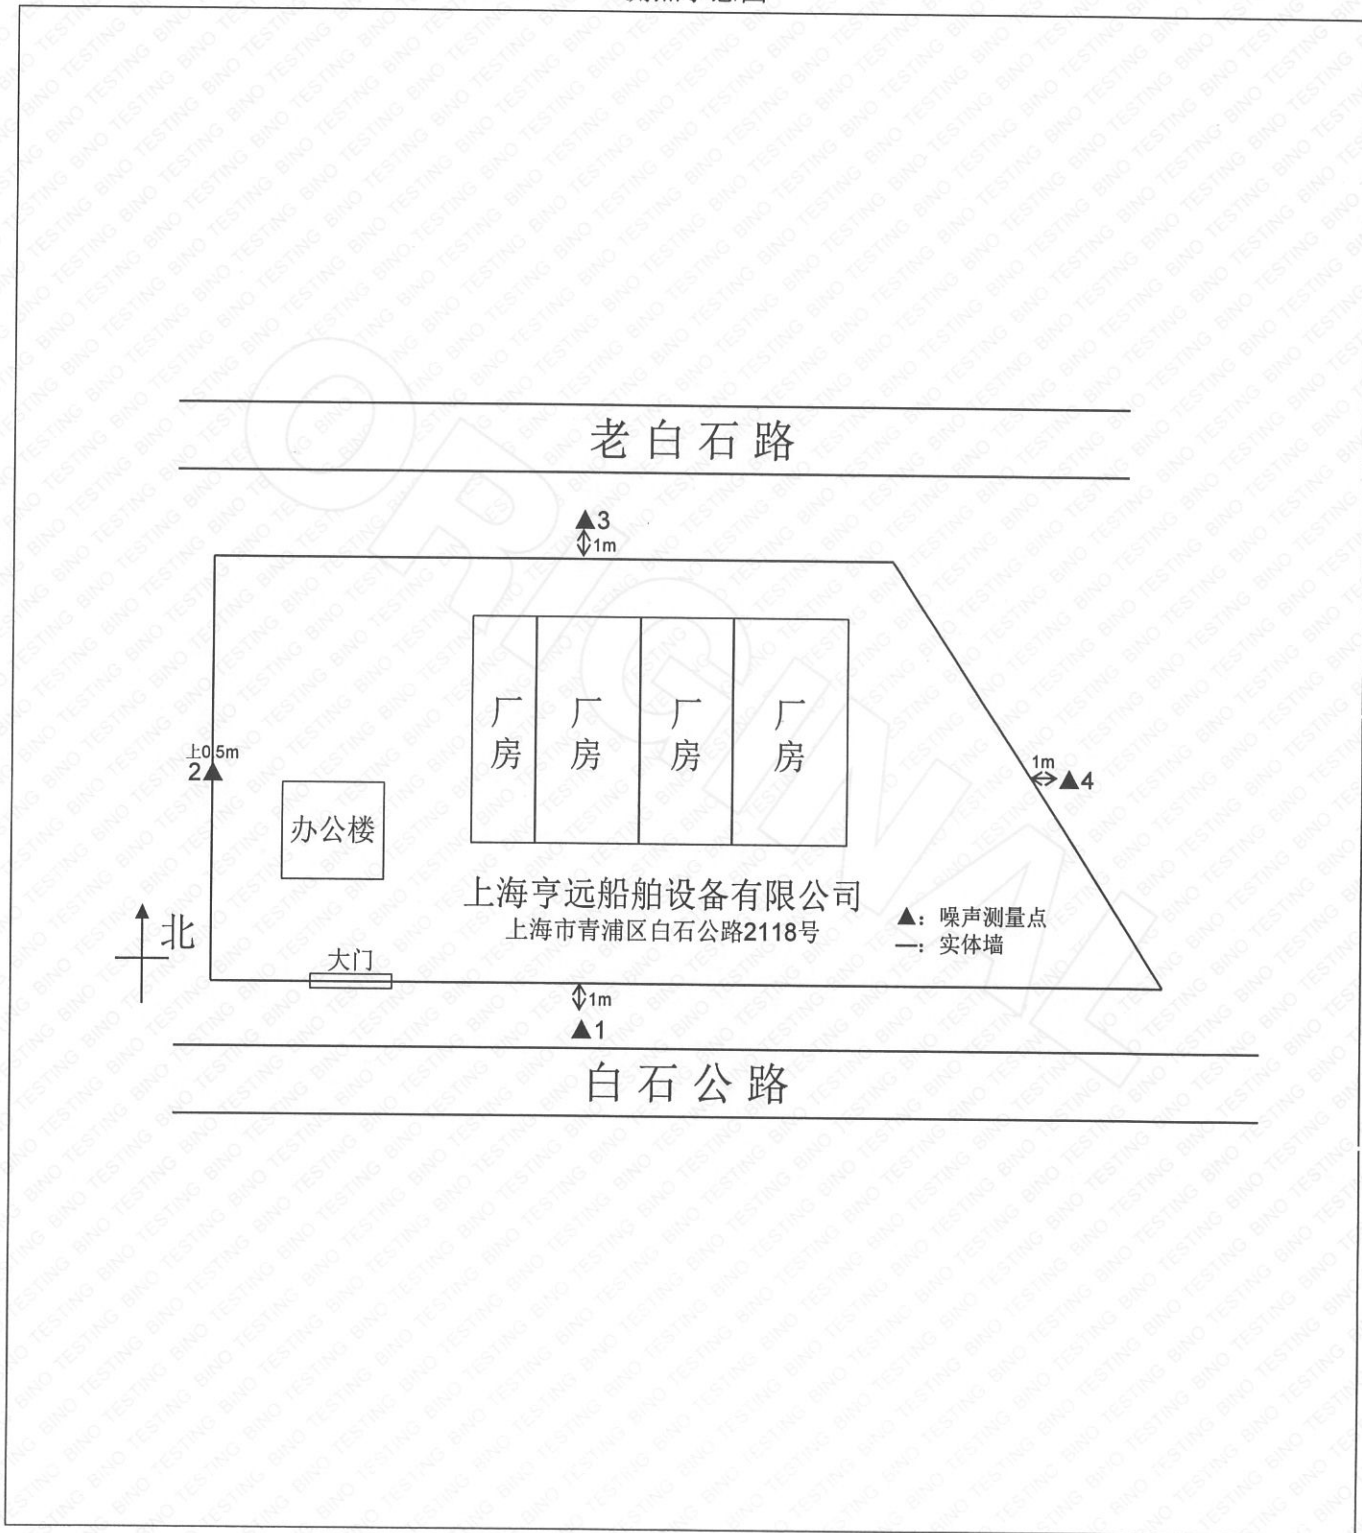 老白石路
▲3
1m
厂房
厂房
厂房
厂房
上0.5m
2▲
1m
▲4
办公楼
上海亨远船舶设备有限公司
上海市青浦区白石公路2118号
▲：噪声测量点
—：实体墙
北
大门
1m
▲1
白石公路
ORIGINAL
BINO TESTING